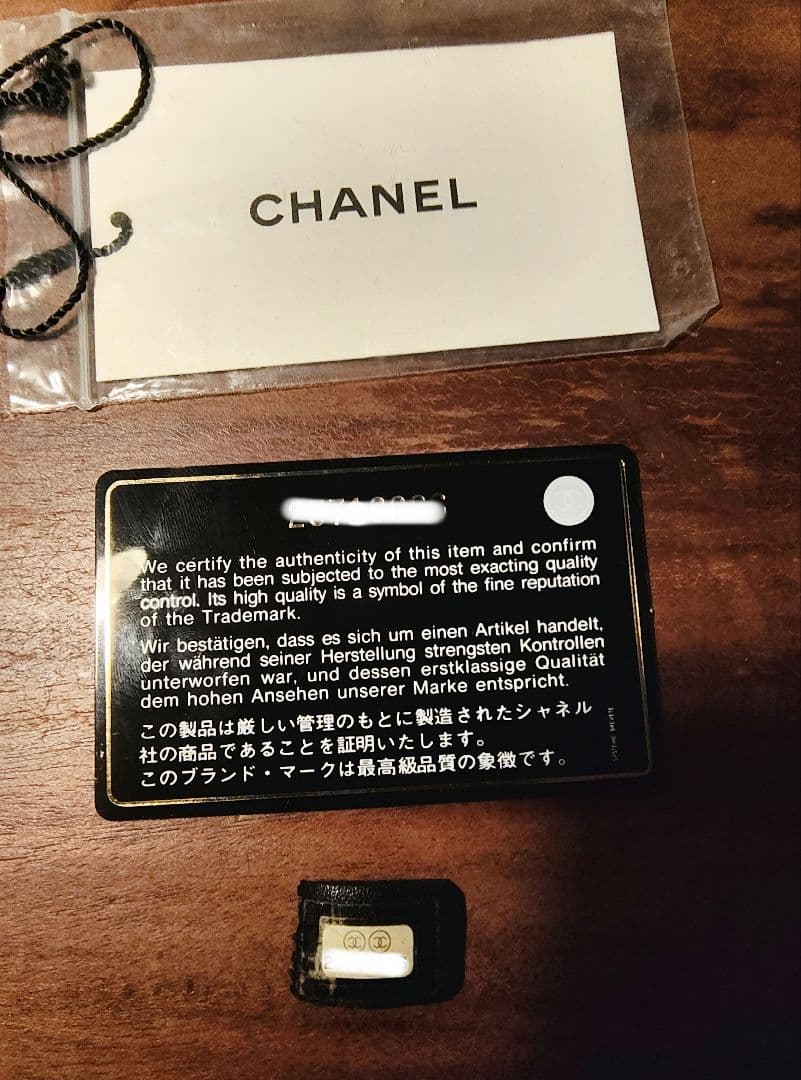 CHANEL
We certify the authenticity of this item and confirm
that it has been subjected to the most exacting quality
control. Its high quality is a symbol of the fine reputation
of the Trademark.
Wir bestätigen, dass es sich um einen Artikel handelt,
der während seiner Herstellung strengsten Kontrollen
unterworfen war, und dessen erstklassige Qualität
dem hohen Ansehen unserer Marke entspricht.
この製品は厳しい管理のもとに製造されたシャネル
社の商品であることを証明いたします。
このブランド・マークは最高級品質の象徴です。
SYSTEME BREVETE